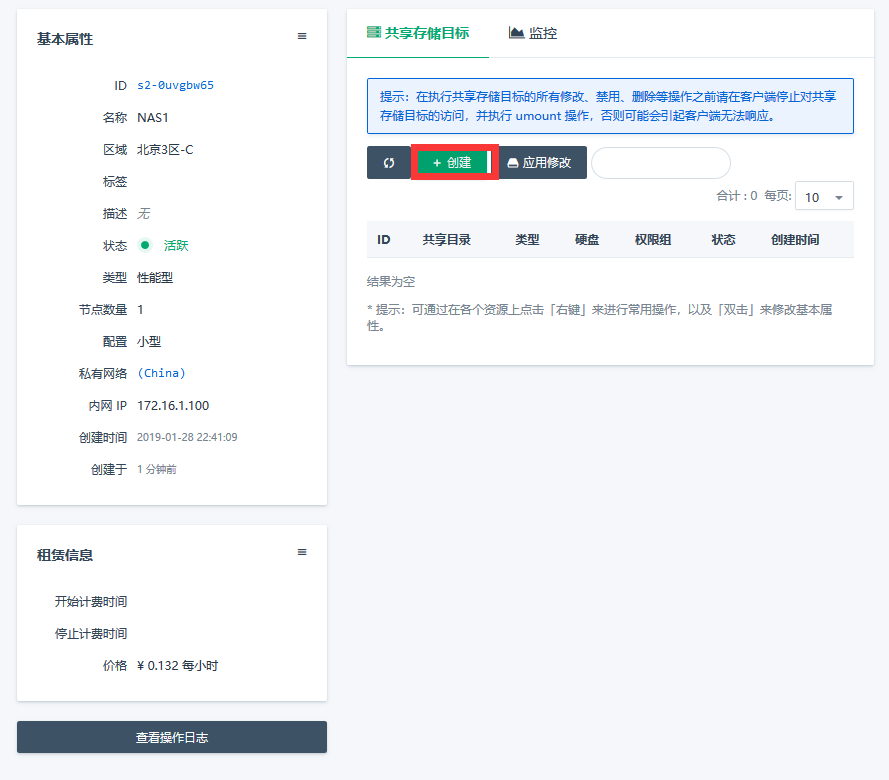 基本属性
ID s2-0uvgbw65
名称 NAS1
区域 北京3区-C
标签
描述 无
状态 活跃
类型 性能型
节点数量 1
配置 小型
私有网络 (China)
内网 IP 172.16.1.100
创建时间 2019-01-28 22:41:09
创建于 1 分钟前
租赁信息
开始计费时间
停止计费时间
价格 ¥ 0.132 每小时
查看操作日志
共享存储目标 监控
提示：在执行共享存储目标的所有修改、禁用、删除等操作之前请在客户端停止对共享
存储目标的访问，并执行 umount 操作，否则可能会引起客户端无法响应。
+ 创建 应用修改
合计 : 0 每页: 10
ID 共享目录 类型 硬盘 权限组 状态 创建时间
结果为空
* 提示：可通过在各个资源上点击「右键」来进行常用操作，以及「双击」来修改基本属
性。